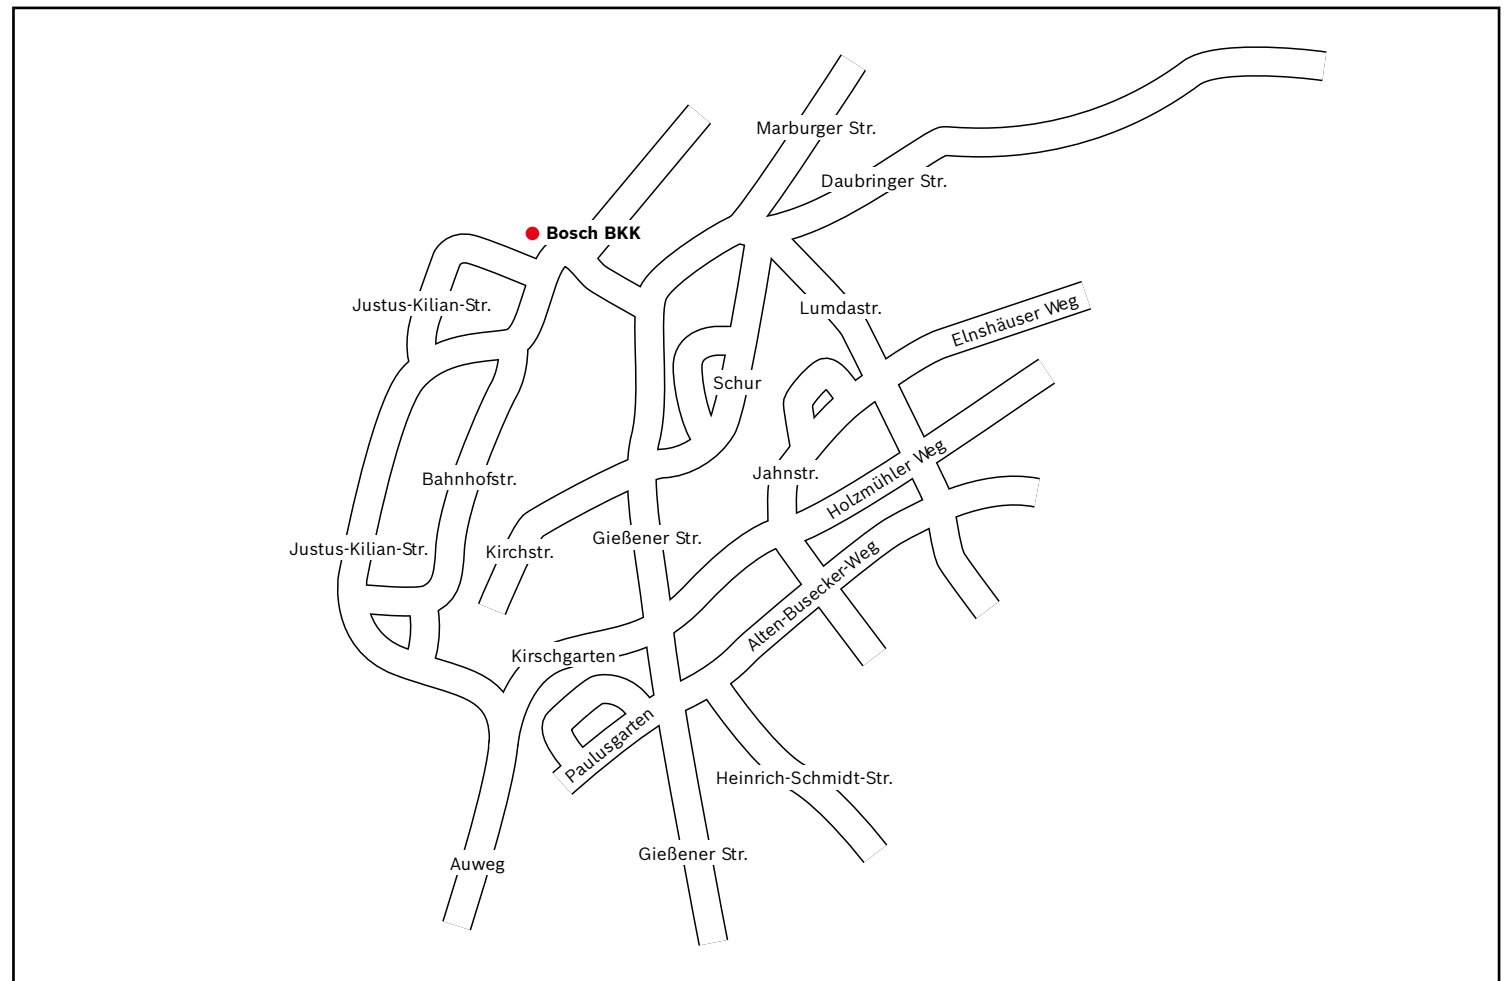 Marburger Str.
Daubringer Str.
Bosch BKK
Justus-Kilian-Str.
Lumdastr.
Elnshäuser Weg
Schur
Bahnhofstr.
Jahnstr.
Holzmühler Weg
Justus-Kilian-Str.
Kirchstr.
Gießener Str.
Alten-Busecker-Weg
Kirschgarten
Paulusgarten
Heinrich-Schmidt-Str.
Gießener Str.
Auweg